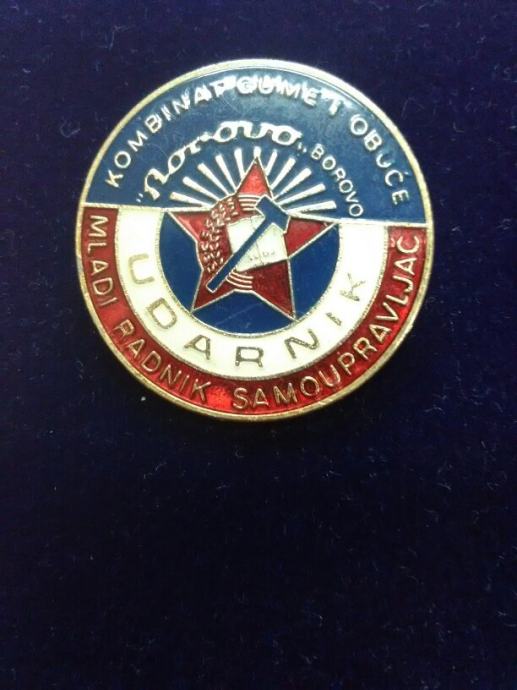 KOMBINAT GUME I OBUĆE
„Borovo" BOROVO
UDARNIK
MLADI RADNIK SAMOUPRAVLJAČ